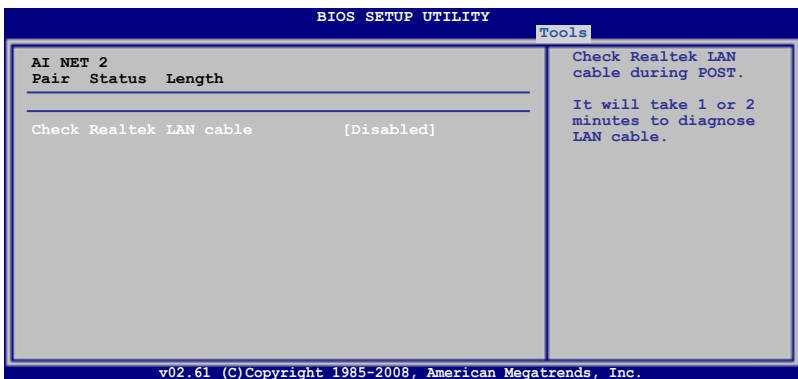 BIOS SETUP UTILITY
Tools
AI NET 2
Pair Status Length
Check Realtek LAN cable [Disabled]
Check Realtek LAN
cable during POST.
It will take 1 or 2
minutes to diagnose
LAN cable.
v02.61 (C)Copyright 1985-2008, American Megatrends, Inc.